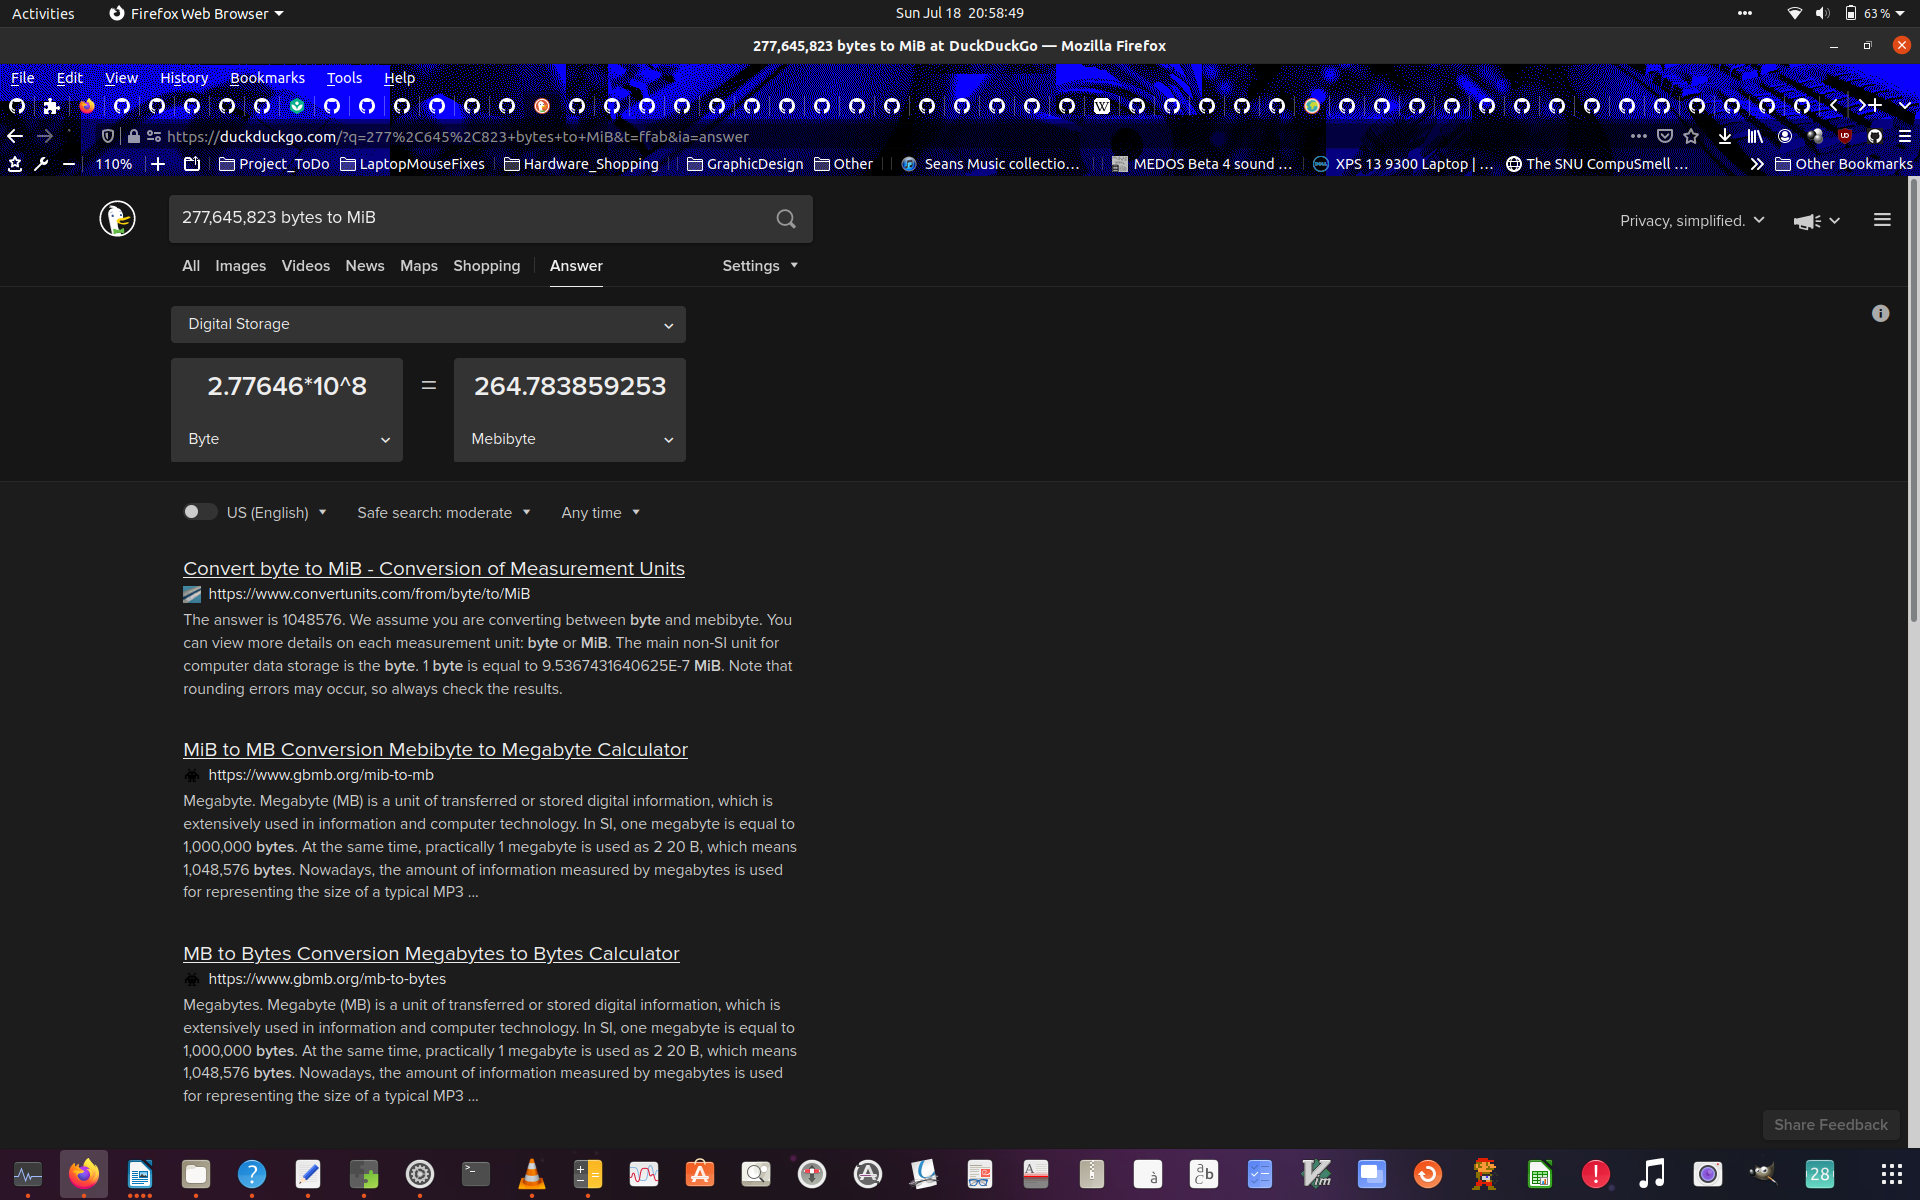 Activities
Firefox Web Browser
Sun Jul 18 20:58:49
63 %
277,645,823 bytes to MiB at DuckDuckGo — Mozilla Firefox
File Edit View History Bookmarks Tools Help
https://duckduckgo.com/?q=277%2C645%2C823+bytes+to+MiB&t=ffab&ia=answer
110% Project_ToDo LaptopMouseFixes Hardware_Shopping GraphicDesign Other Seans Music collectio... MEDOS Beta 4 sound ... XPS 13 9300 Laptop | ... The SNU CompuSmell ... Other Bookmarks
277,645,823 bytes to MiB
Privacy, simplified.
All Images Videos News Maps Shopping Answer Settings
Digital Storage
2.77646*10^8 = 264.783859253
Byte Mebibyte
US (English) Safe search: moderate Any time
Convert byte to MiB - Conversion of Measurement Units
https://www.convertunits.com/from/byte/to/MiB
The answer is 1048576. We assume you are converting between byte and mebibyte. You
can view more details on each measurement unit: byte or MiB. The main non-SI unit for
computer data storage is the byte. 1 byte is equal to 9.5367431640625E-7 MiB. Note that
rounding errors may occur, so always check the results.
MiB to MB Conversion Mebibyte to Megabyte Calculator
https://www.gbmb.org/mib-to-mb
Megabyte. Megabyte (MB) is a unit of transferred or stored digital information, which is
extensively used in information and computer technology. In SI, one megabyte is equal to
1,000,000 bytes. At the same time, practically 1 megabyte is used as 2 20 B, which means
1,048,576 bytes. Nowadays, the amount of information measured by megabytes is used
for representing the size of a typical MP3 ...
MB to Bytes Conversion Megabytes to Bytes Calculator
https://www.gbmb.org/mb-to-bytes
Megabytes. Megabyte (MB) is a unit of transferred or stored digital information, which is
extensively used in information and computer technology. In SI, one megabyte is equal to
1,000,000 bytes. At the same time, practically 1 megabyte is used as 2 20 B, which means
1,048,576 bytes. Nowadays, the amount of information measured by megabytes is used
for representing the size of a typical MP3 ...
Share Feedback
28